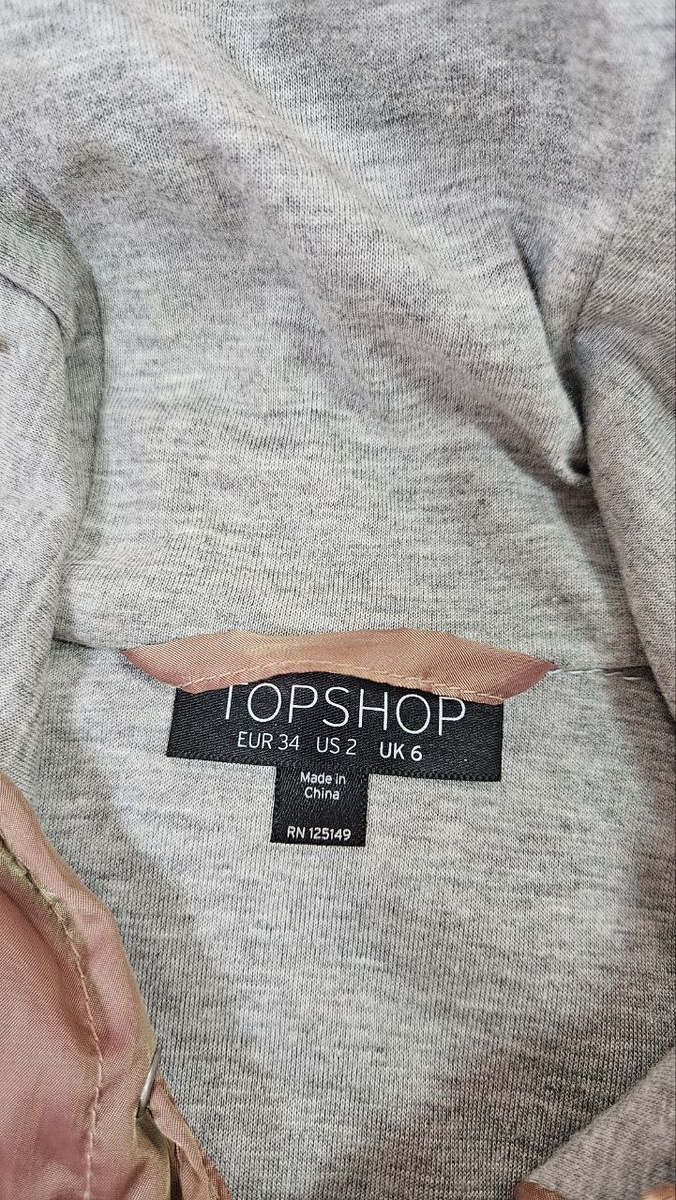 TOPSHOP
EUR 34 US 2 UK 6
Made in
China
RN 125149